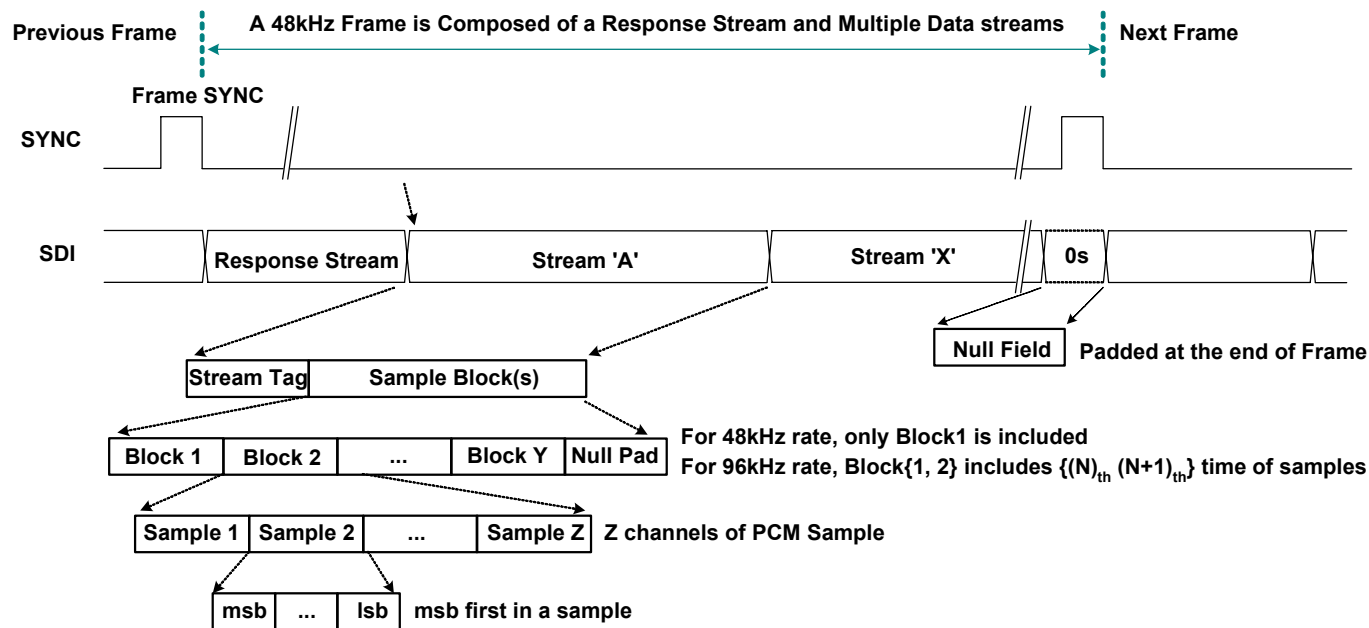 A 48kHz Frame is Composed of a Response Stream and Multiple Data streams
Previous Frame
Next Frame
Frame SYNC
SYNC
SDI
Response Stream
Stream 'A'
Stream 'X'
0s
Null Field
Padded at the end of Frame
Stream Tag
Sample Block(s)
Block 1
Block 2
...
Block Y
Null Pad
For 48kHz rate, only Block1 is included
For 96kHz rate, Block{1, 2} includes {(N)th (N+1)th} time of samples
Sample 1
Sample 2
...
Sample Z
Z channels of PCM Sample
msb
...
lsb
msb first in a sample